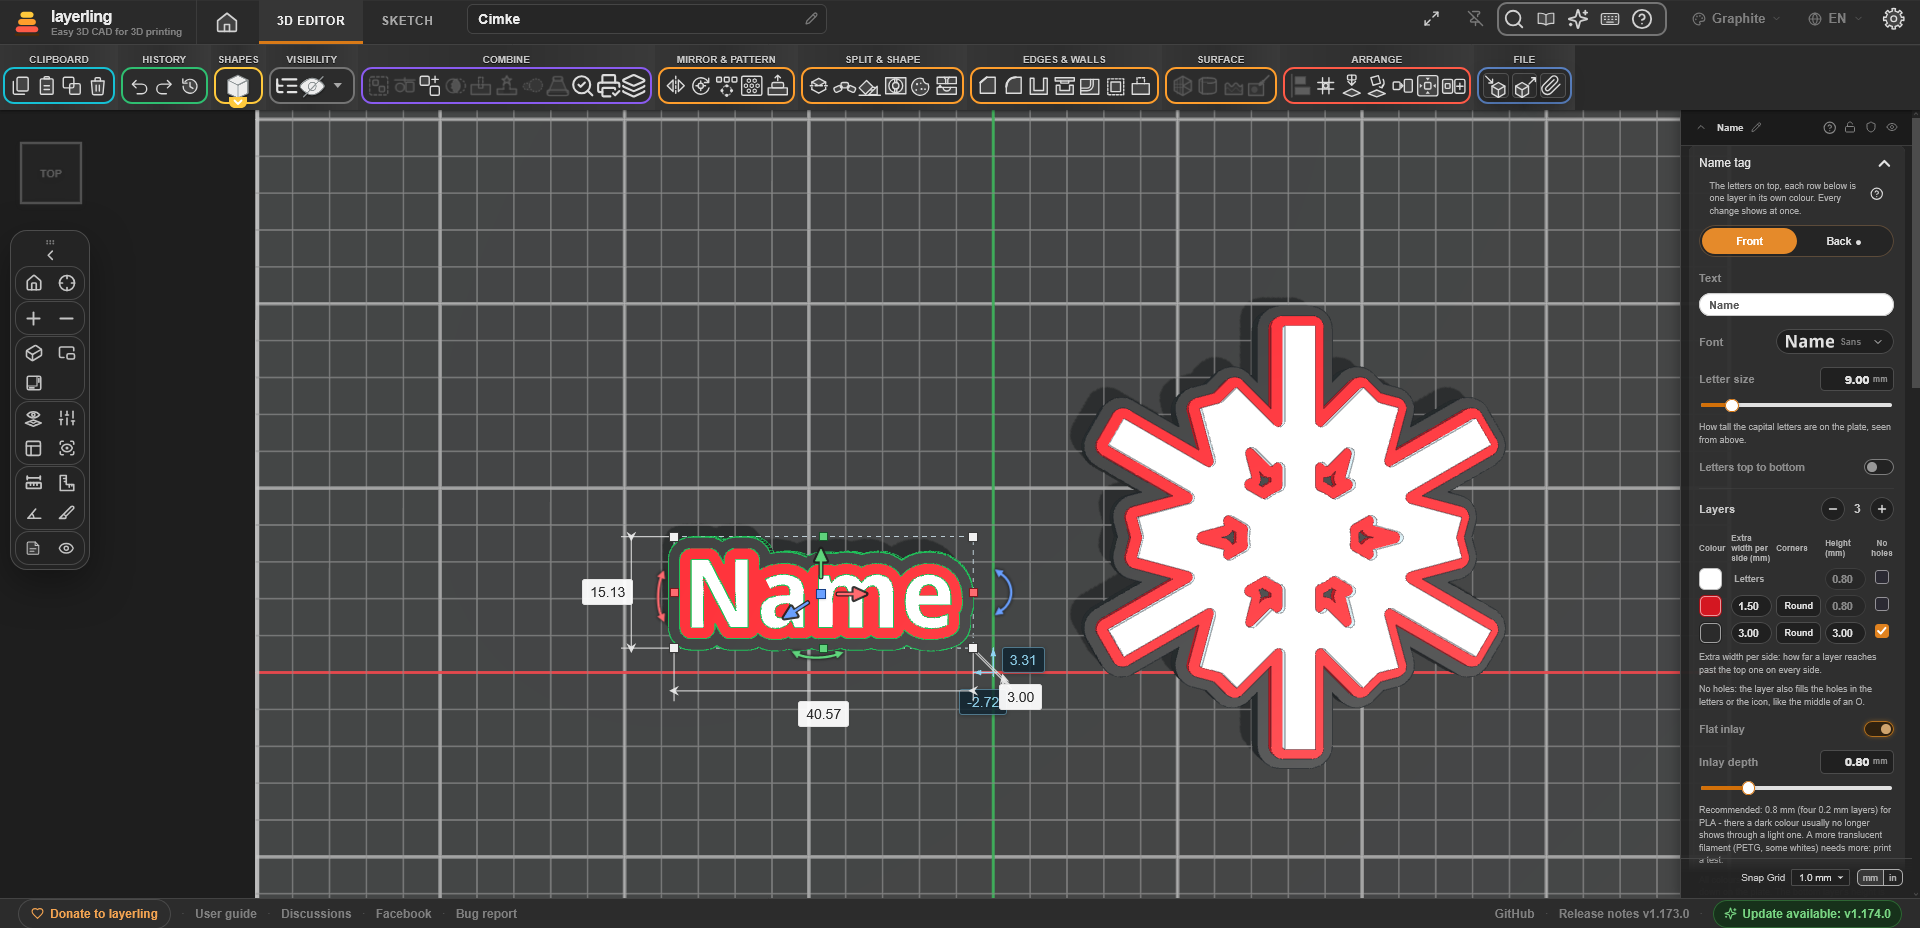 layerling
Easy 3D CAD for 3D printing
3D EDITOR
SKETCH
Cimke
Graphite
EN
CLIPBOARD
HISTORY
SHAPES
VISIBILITY
COMBINE
MIRROR & PATTERN
SPLIT & SHAPE
EDGES & WALLS
SURFACE
ARRANGE
FILE
TOP
Name
15.13
40.57
3.31
-2.72
3.00
Name
Name tag
The letters on top, each row below is
one layer in its own colour. Every
change shows at once.
Front
Back
Text
Name
Font
Name Sans
Letter size
9.00 mm
How tall the capital letters are on the plate, seen
from above.
Letters top to bottom
Layers
3
Colour
Extra
width per
side (mm)
Corners
Height
(mm)
No
holes
Letters
0.80
1.50
Round
0.80
3.00
Round
3.00
Extra width per side: how far a layer reaches
past the top one on every side.
No holes: the layer also fills the holes in the
letters or the icon, like the middle of an O.
Flat inlay
Inlay depth
0.80 mm
Recommended: 0.8 mm (four 0.2 mm layers) for
PLA - there a dark colour usually no longer
shows through a light one. A more translucent
filament (PETG, some whites) needs more: print
a test.
Snap Grid
1.0 mm
mm
in
Donate to layerling
User guide
Discussions
Facebook
Bug report
GitHub
Release notes v1.173.0
Update available: v1.174.0